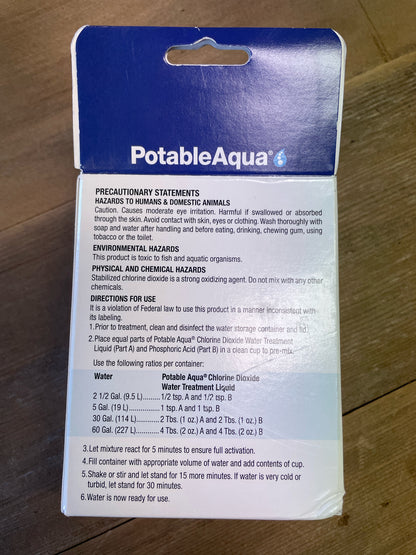 PotableAqua®
PRECAUTIONARY STATEMENTS
HAZARDS TO HUMANS & DOMESTIC ANIMALS
Caution. Causes moderate eye irritation. Harmful if swallowed or absorbed
through the skin. Avoid contact with skin, eyes or clothing. Wash thoroughly with
soap and water after handling and before eating, drinking, chewing gum, using
tobacco or the toilet.
ENVIRONMENTAL HAZARDS
This product is toxic to fish and aquatic organisms.
PHYSICAL AND CHEMICAL HAZARDS
Stabilized chlorine dioxide is a strong oxidizing agent. Do not mix with any other
chemicals.
DIRECTIONS FOR USE
It is a violation of Federal law to use this product in a manner inconsistent with
its labeling.
1.Prior to treatment, clean and disinfect the water storage container and lid.
2.Place equal parts of Potable Aqua® Chlorine Dioxide Water Treatment
Liquid (Part A) and Phosphoric Acid (Part B) in a clean cup to pre-mix.
Use the following ratios per container:
Water Potable Aqua® Chlorine Dioxide
Water Treatment Liquid
2 1/2 Gal. (9.5 L)........1/2 tsp. A and 1/2 tsp. B
5 Gal. (19 L)..............1 tsp. A and 1 tsp. B
30 Gal. (114 L)..........2 Tbs. (1 oz.) A and 2 Tbs. (1 oz.) B
60 Gal. (227 L)..........4 Tbs. (2 oz.) A and 4 Tbs. (2 oz.) B
3.Let mixture react for 5 minutes to ensure full activation.
4.Fill container with appropriate volume of water and add contents of cup.
5.Shake or stir and let stand for 15 more minutes. If water is very cold or
turbid, let stand for 30 minutes.
6.Water is now ready for use.